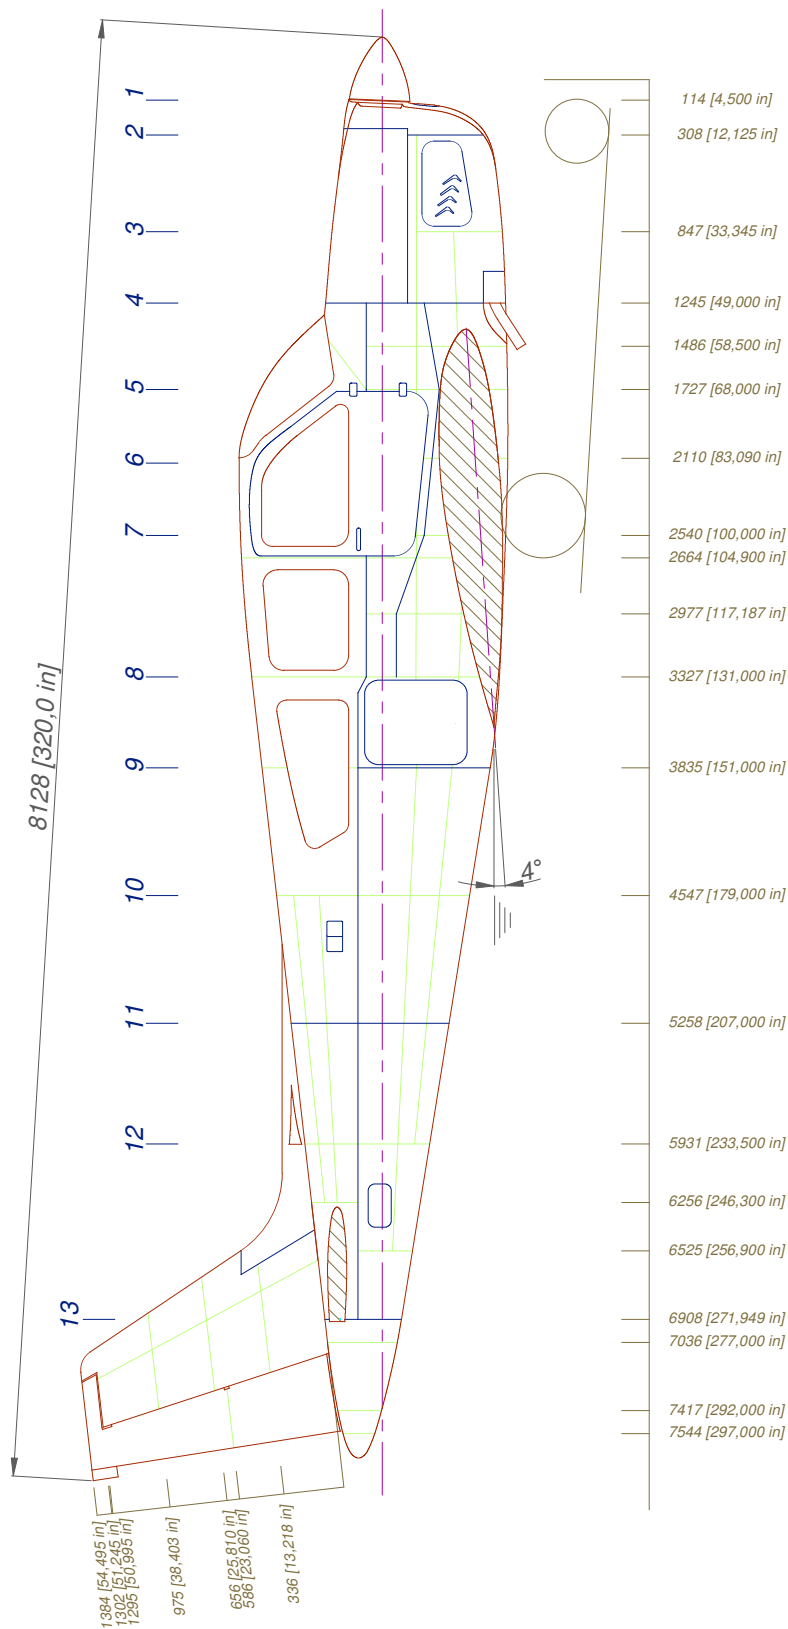 1
2
3
4
5
6
7
8
9
10
11
12
13
8128 [320,0 in]
4°
114 [4,500 in]
308 [12,125 in]
847 [33,345 in]
1245 [49,000 in]
1486 [58,500 in]
1727 [68,000 in]
2110 [83,090 in]
2540 [100,000 in]
2664 [104,900 in]
2977 [117,187 in]
3327 [131,000 in]
3835 [151,000 in]
4547 [179,000 in]
5258 [207,000 in]
5931 [233,500 in]
6256 [246,300 in]
6525 [256,900 in]
6908 [271,949 in]
7036 [277,000 in]
7417 [292,000 in]
7544 [297,000 in]
1384 [54,495 in]
1302 [51,245 in]
1295 [50,995 in]
975 [38,403 in]
656 [25,810 in]
586 [23,060 in]
336 [13,218 in]